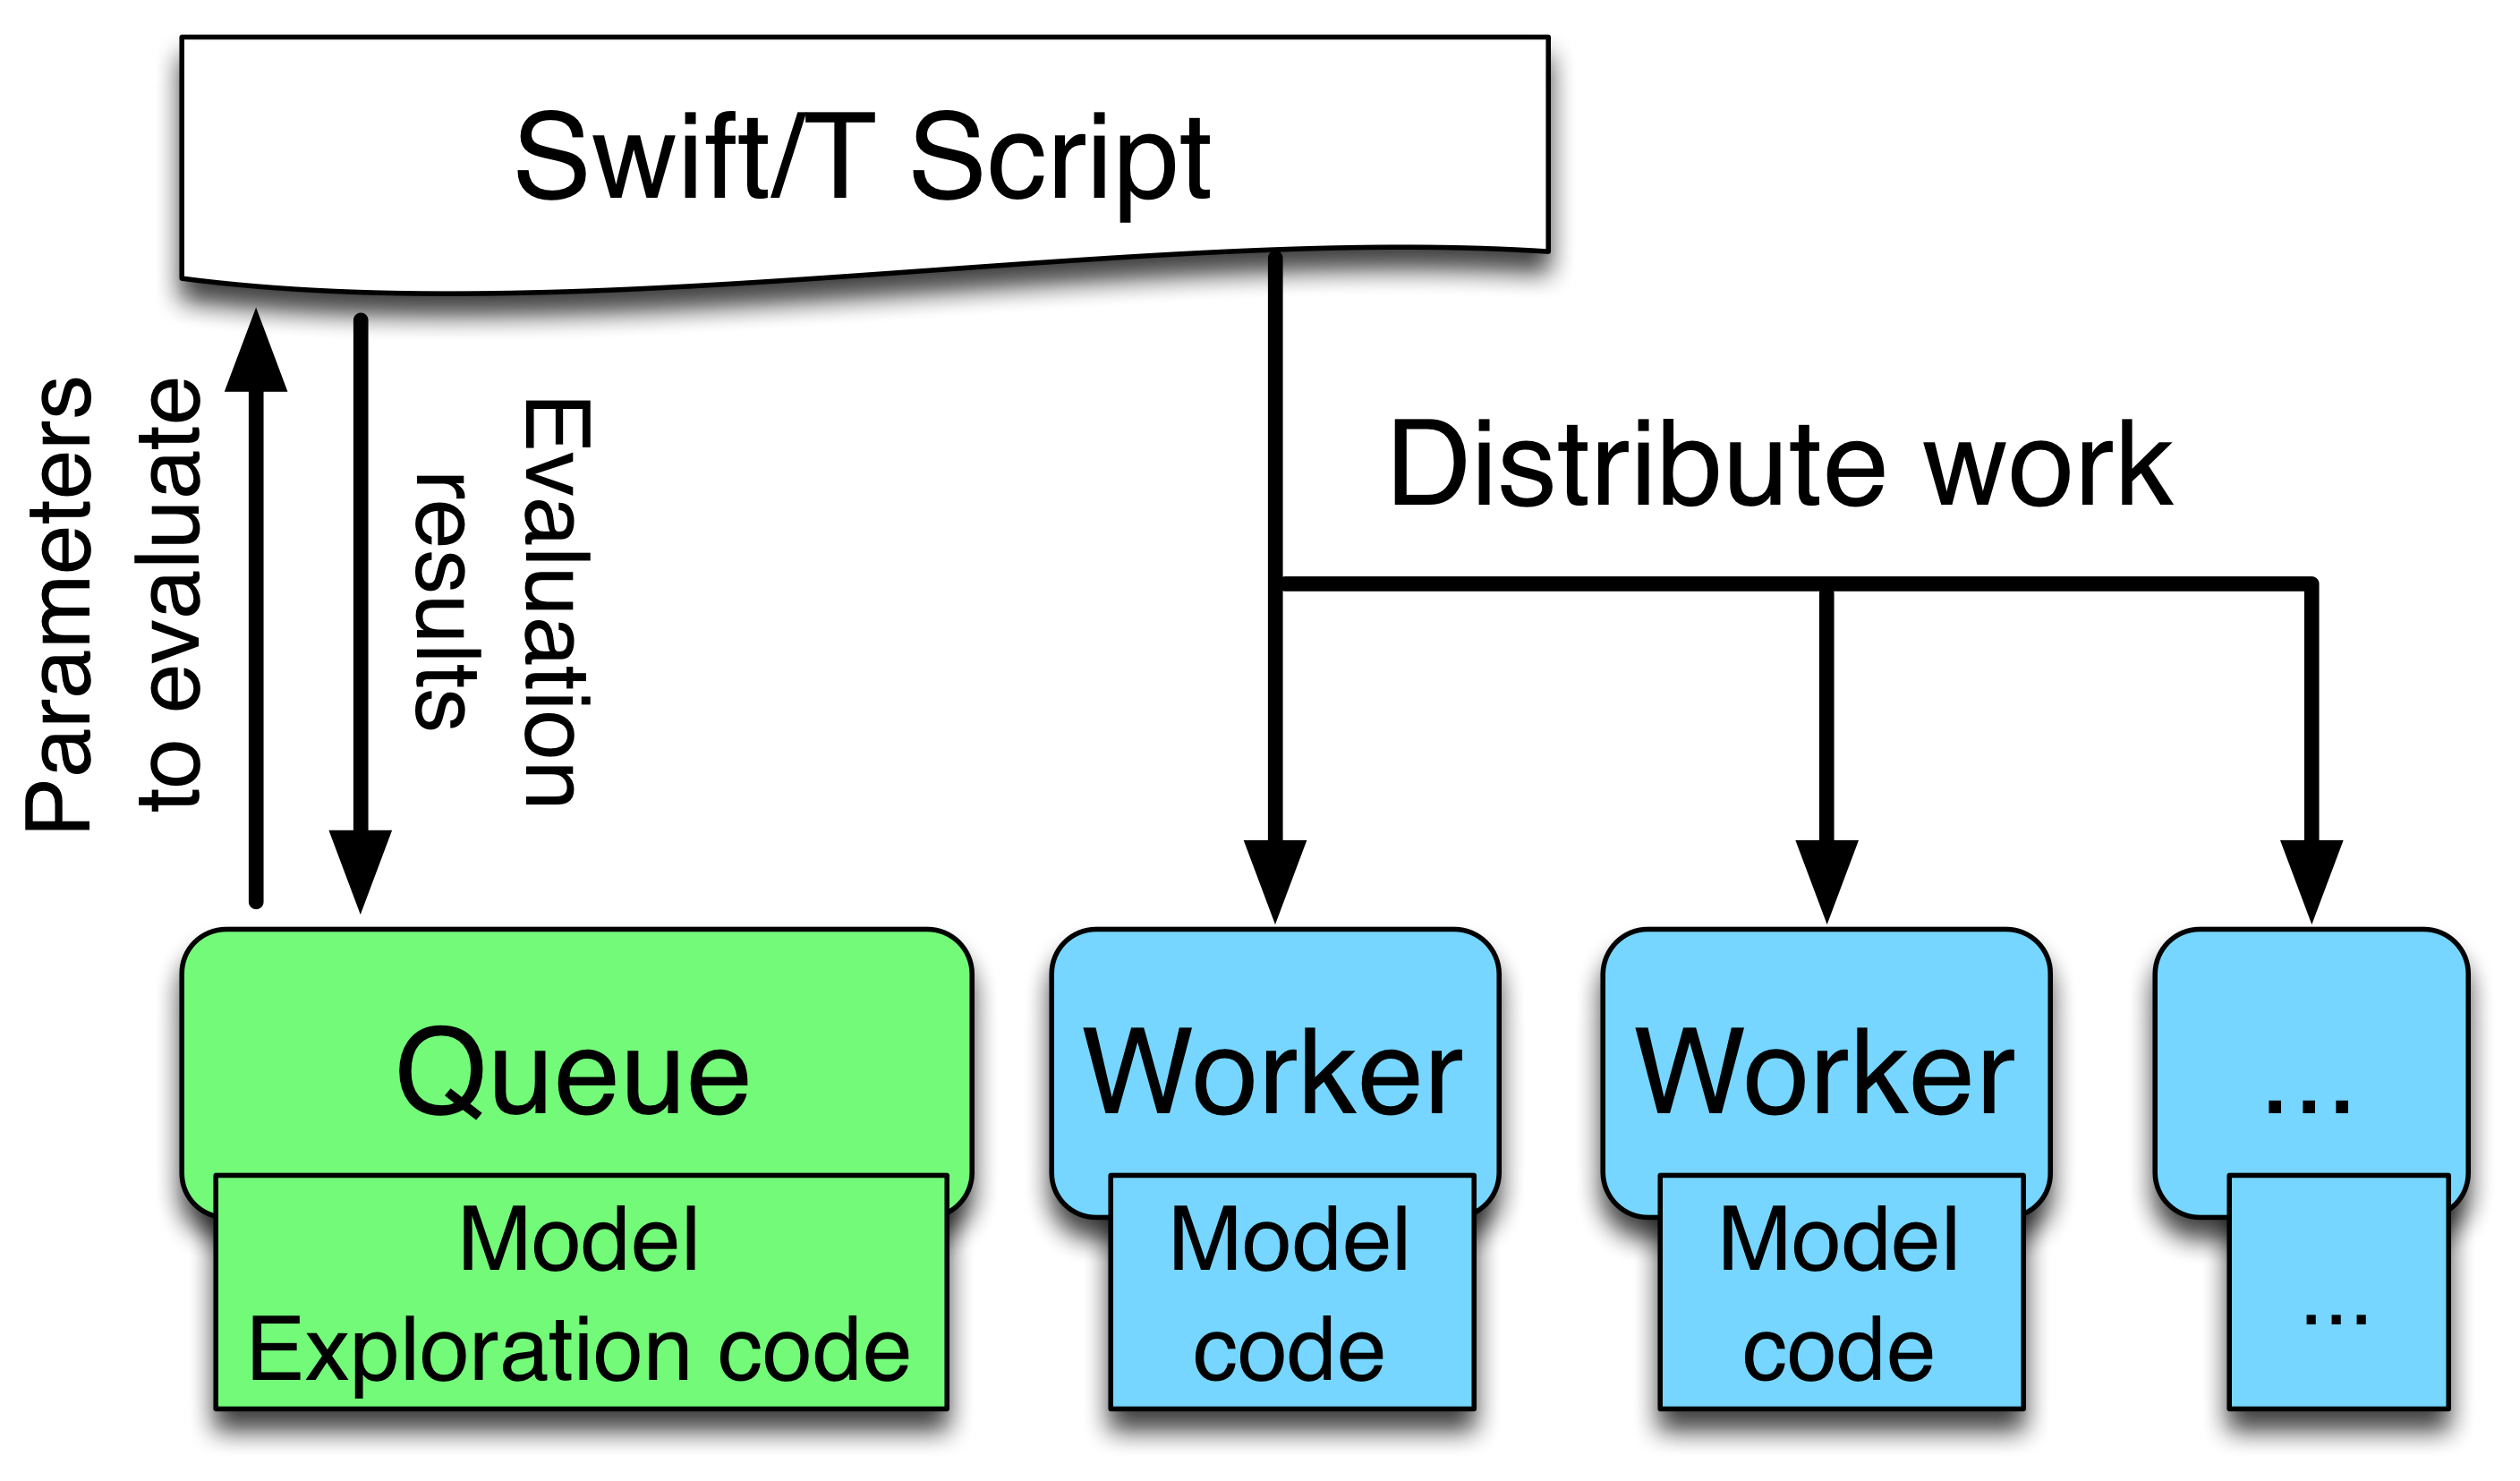 Swift/T Script
Parameters
to evaluate
Evaluation
results
Distribute work
Queue
Model
Exploration code
Worker
Model
code
Worker
Model
code
...
...